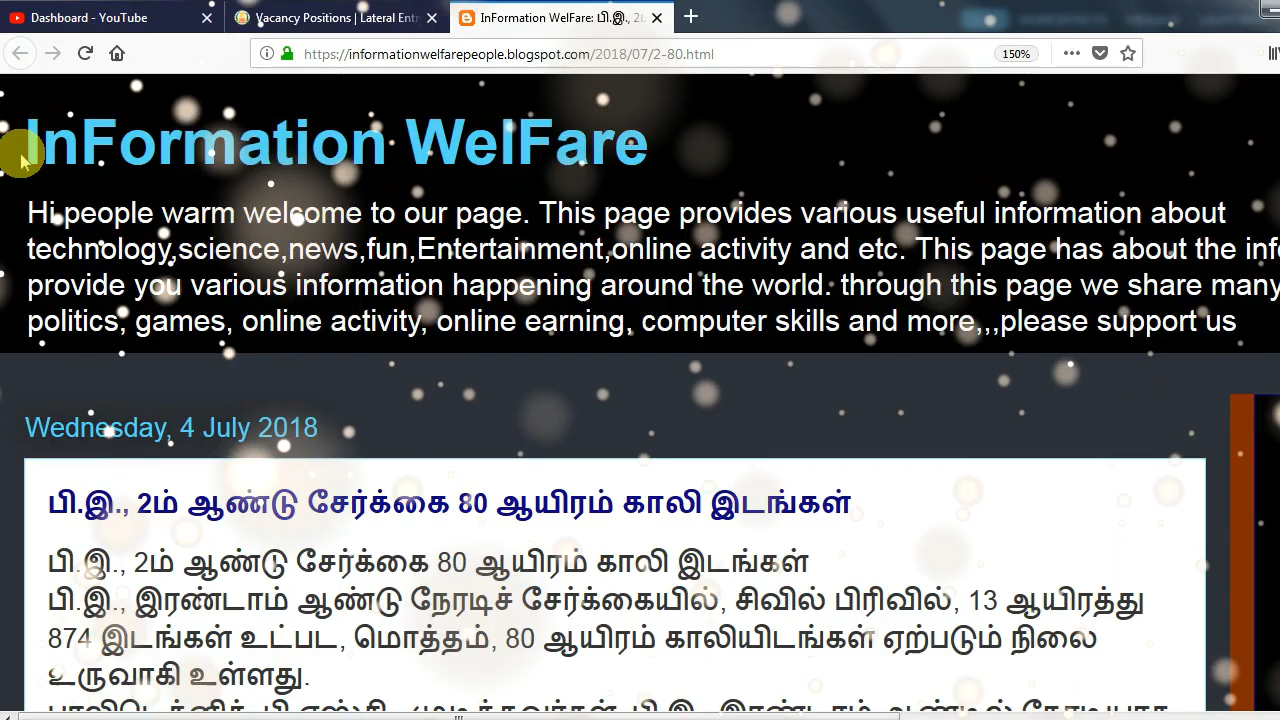 Dashboard - YouTube
Vacancy Positions | Lateral Entr
InFormation WelFare: பி.இ., 2ம்
https://informationwelfarepeople.blogspot.com/2018/07/2-80.html
150%
InFormation WelFare
Hi people warm welcome to our page. This page provides various useful information about
technology,science,news,fun,Entertainment,online activity and etc. This page has about the info
provide you various information happening around the world. through this page we share many
politics, games, online activity, online earning, computer skills and more,,,please support us
Wednesday, 4 July 2018
பி.இ., 2ம் ஆண்டு சேர்க்கை 80 ஆயிரம் காலி இடங்கள்
பி.இ., 2ம் ஆண்டு சேர்க்கை 80 ஆயிரம் காலி இடங்கள்
பி.இ., இரண்டாம் ஆண்டு நேரடிச் சேர்க்கையில், சிவில் பிரிவில், 13 ஆயிரத்து
874 இடங்கள் உட்பட, மொத்தம், 80 ஆயிரம் காலியிடங்கள் ஏற்படும் நிலை
உருவாகி உள்ளது.